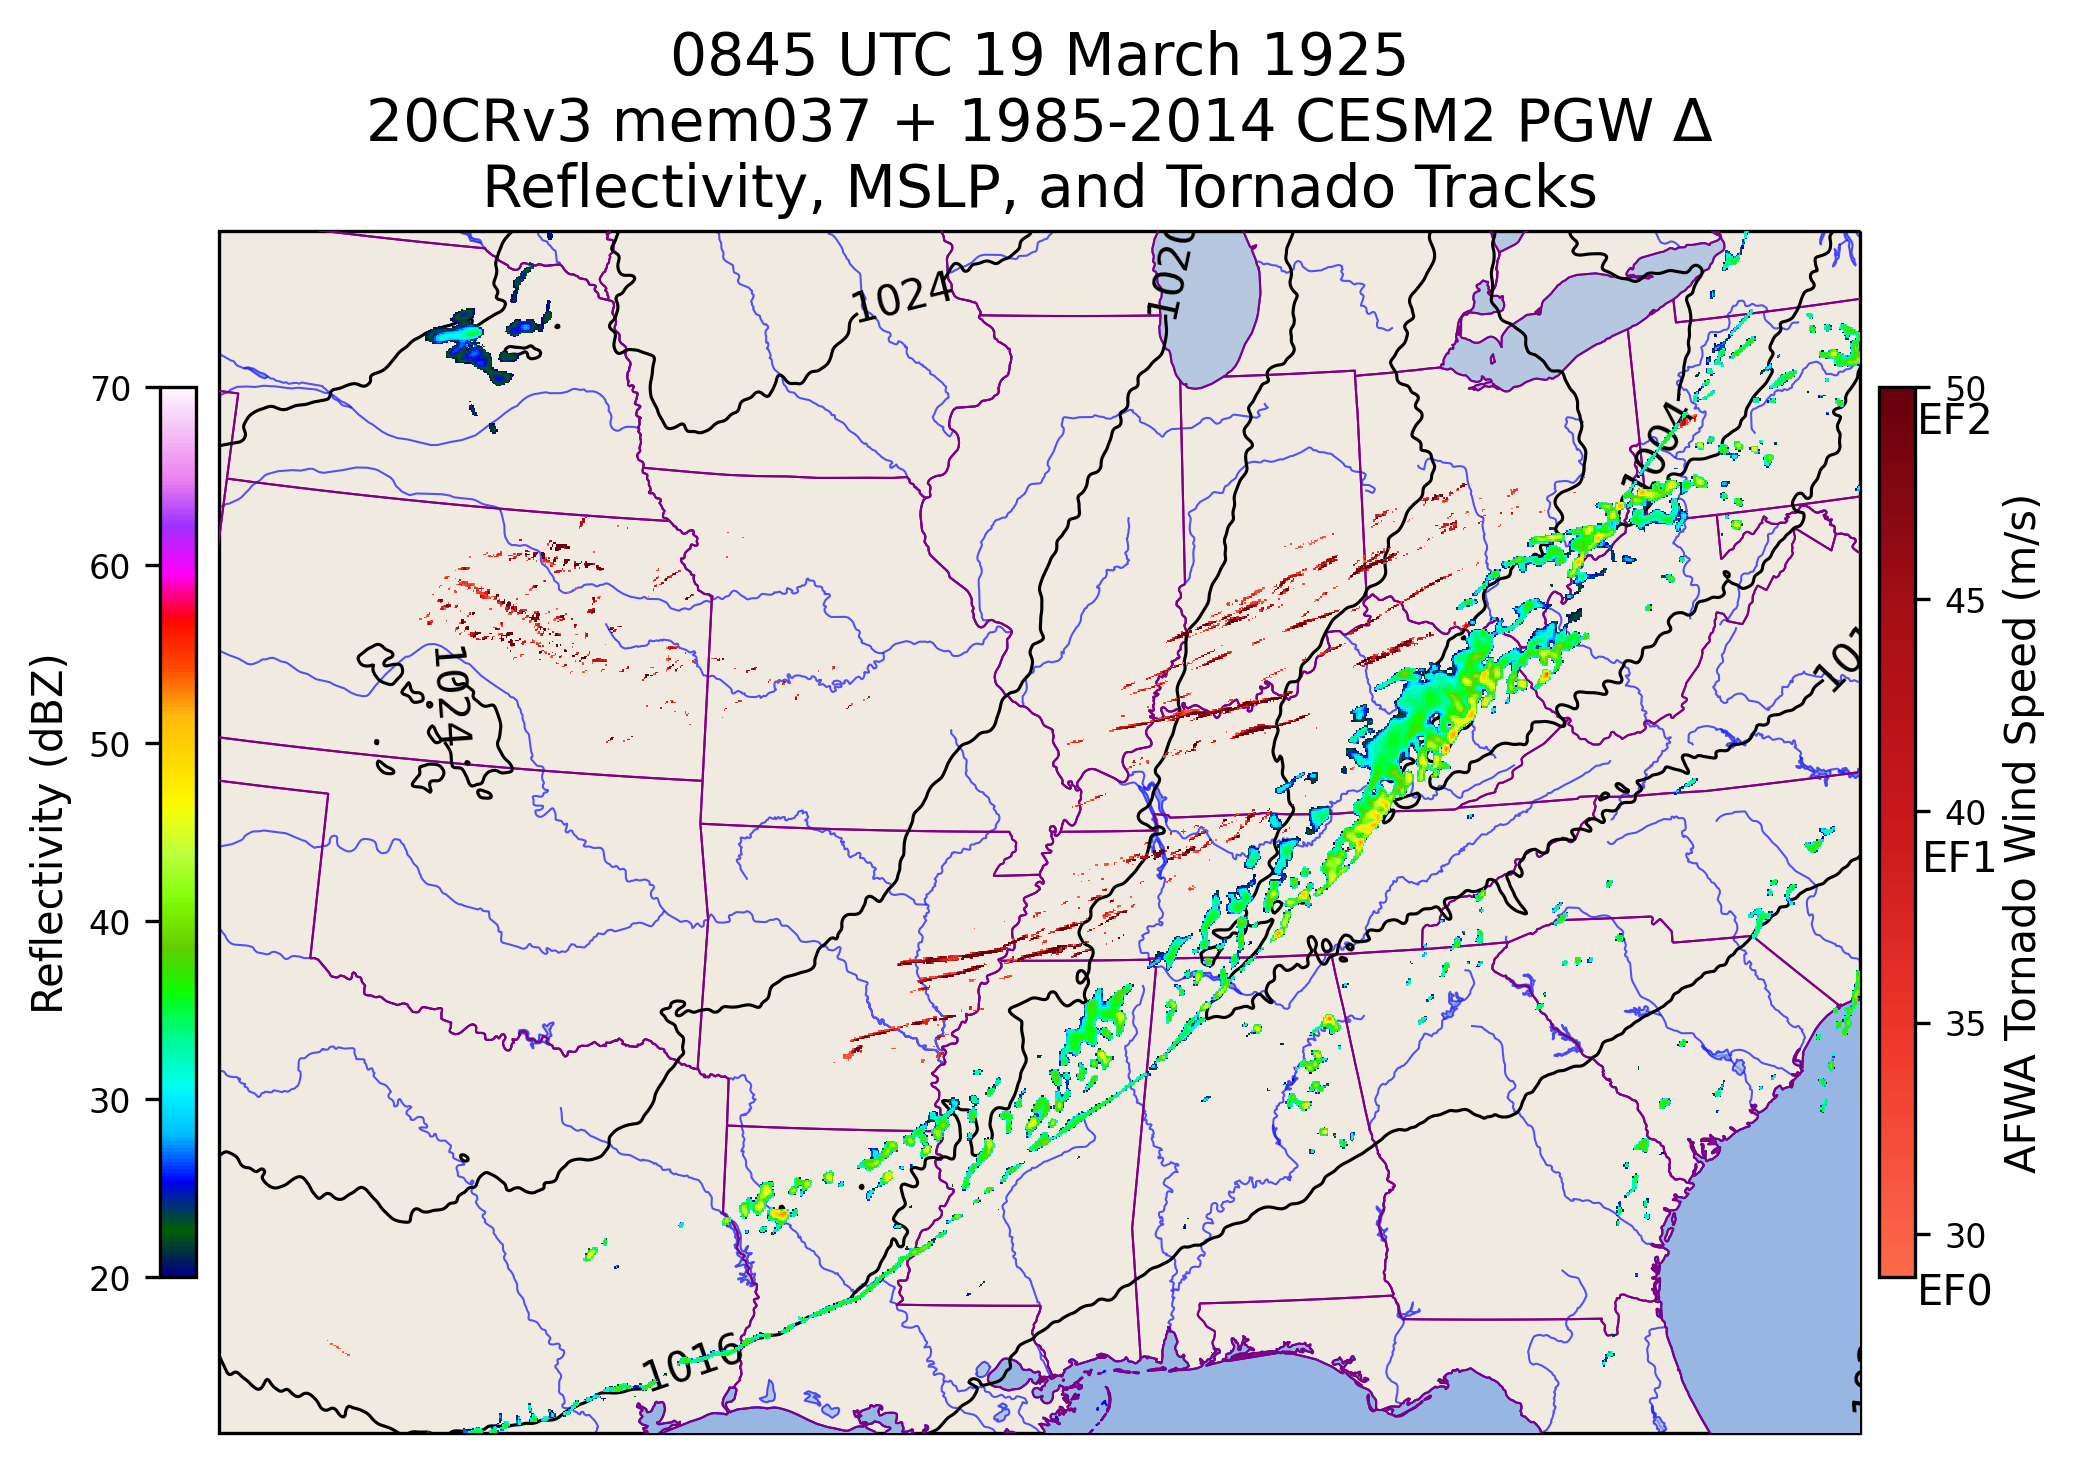 0845 UTC 19 March 1925
20CRv3 mem037 + 1985-2014 CESM2 PGW Δ
Reflectivity, MSLP, and Tornado Tracks
Reflectivity (dBZ)
70
60
50
40
30
20
1024
1020
1004
1024
1016
50
EF2
45
40
EF1
35
30
EF0
AFWA Tornado Wind Speed (m/s)